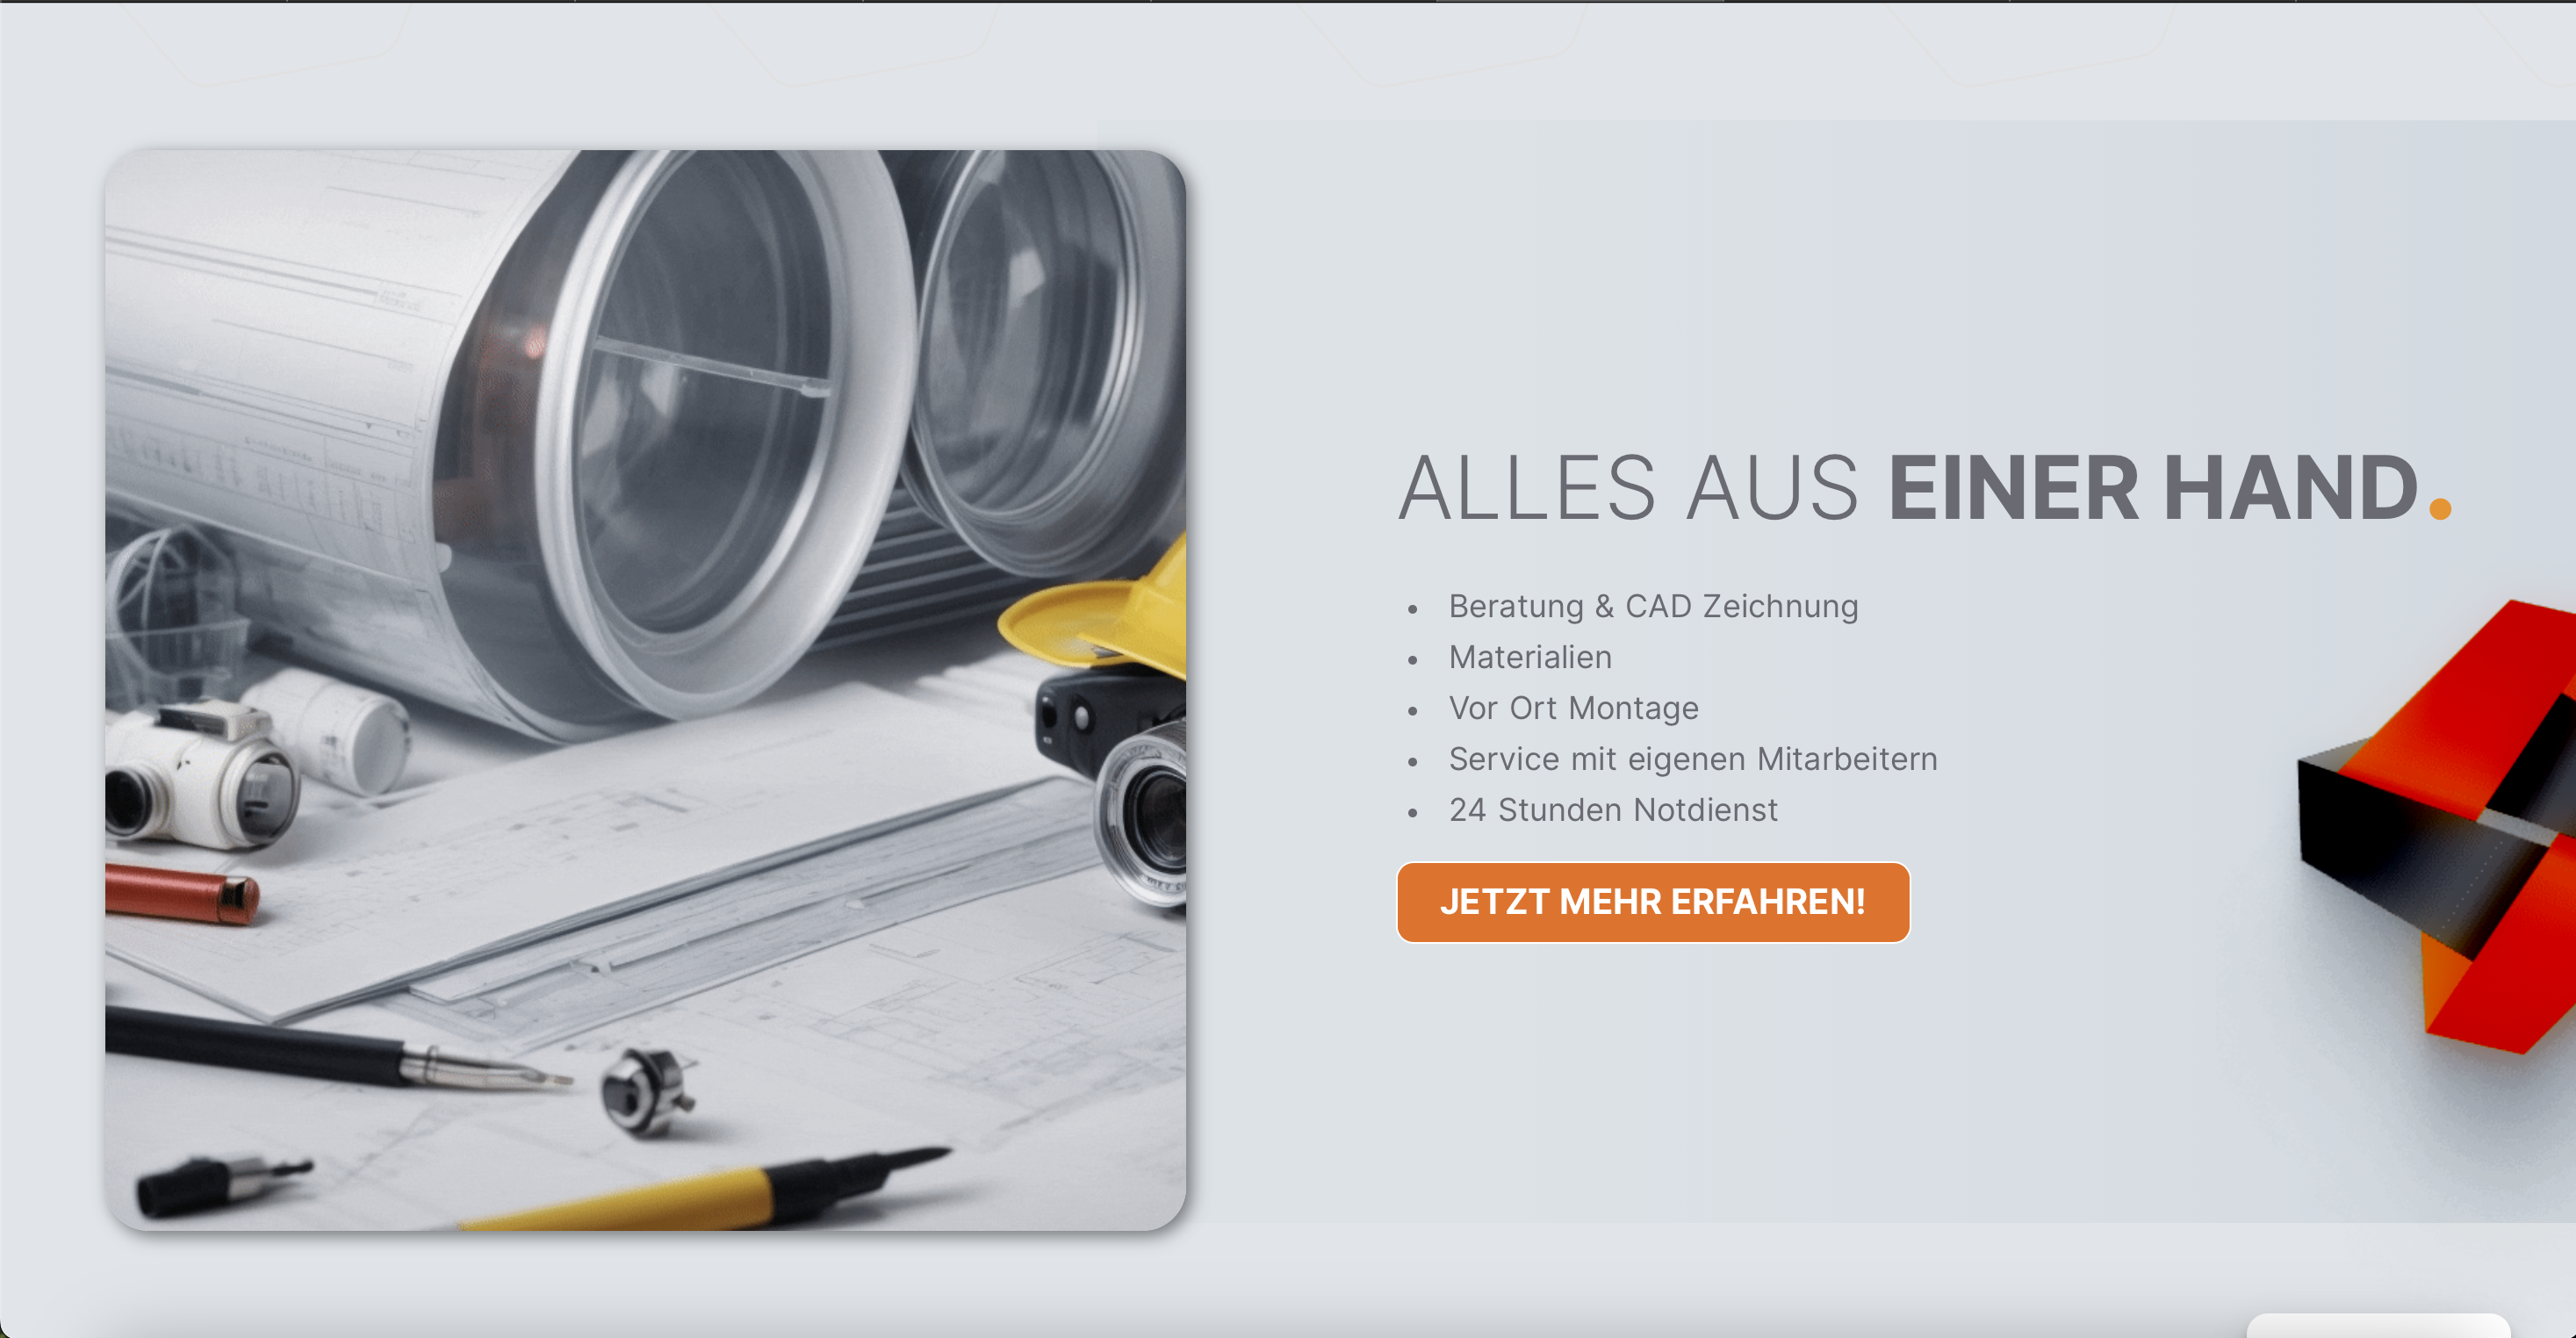 ALLES AUS EINER HAND.
• Beratung & CAD Zeichnung
• Materialien
• Vor Ort Montage
• Service mit eigenen Mitarbeitern
• 24 Stunden Notdienst
JETZT MEHR ERFAHREN!